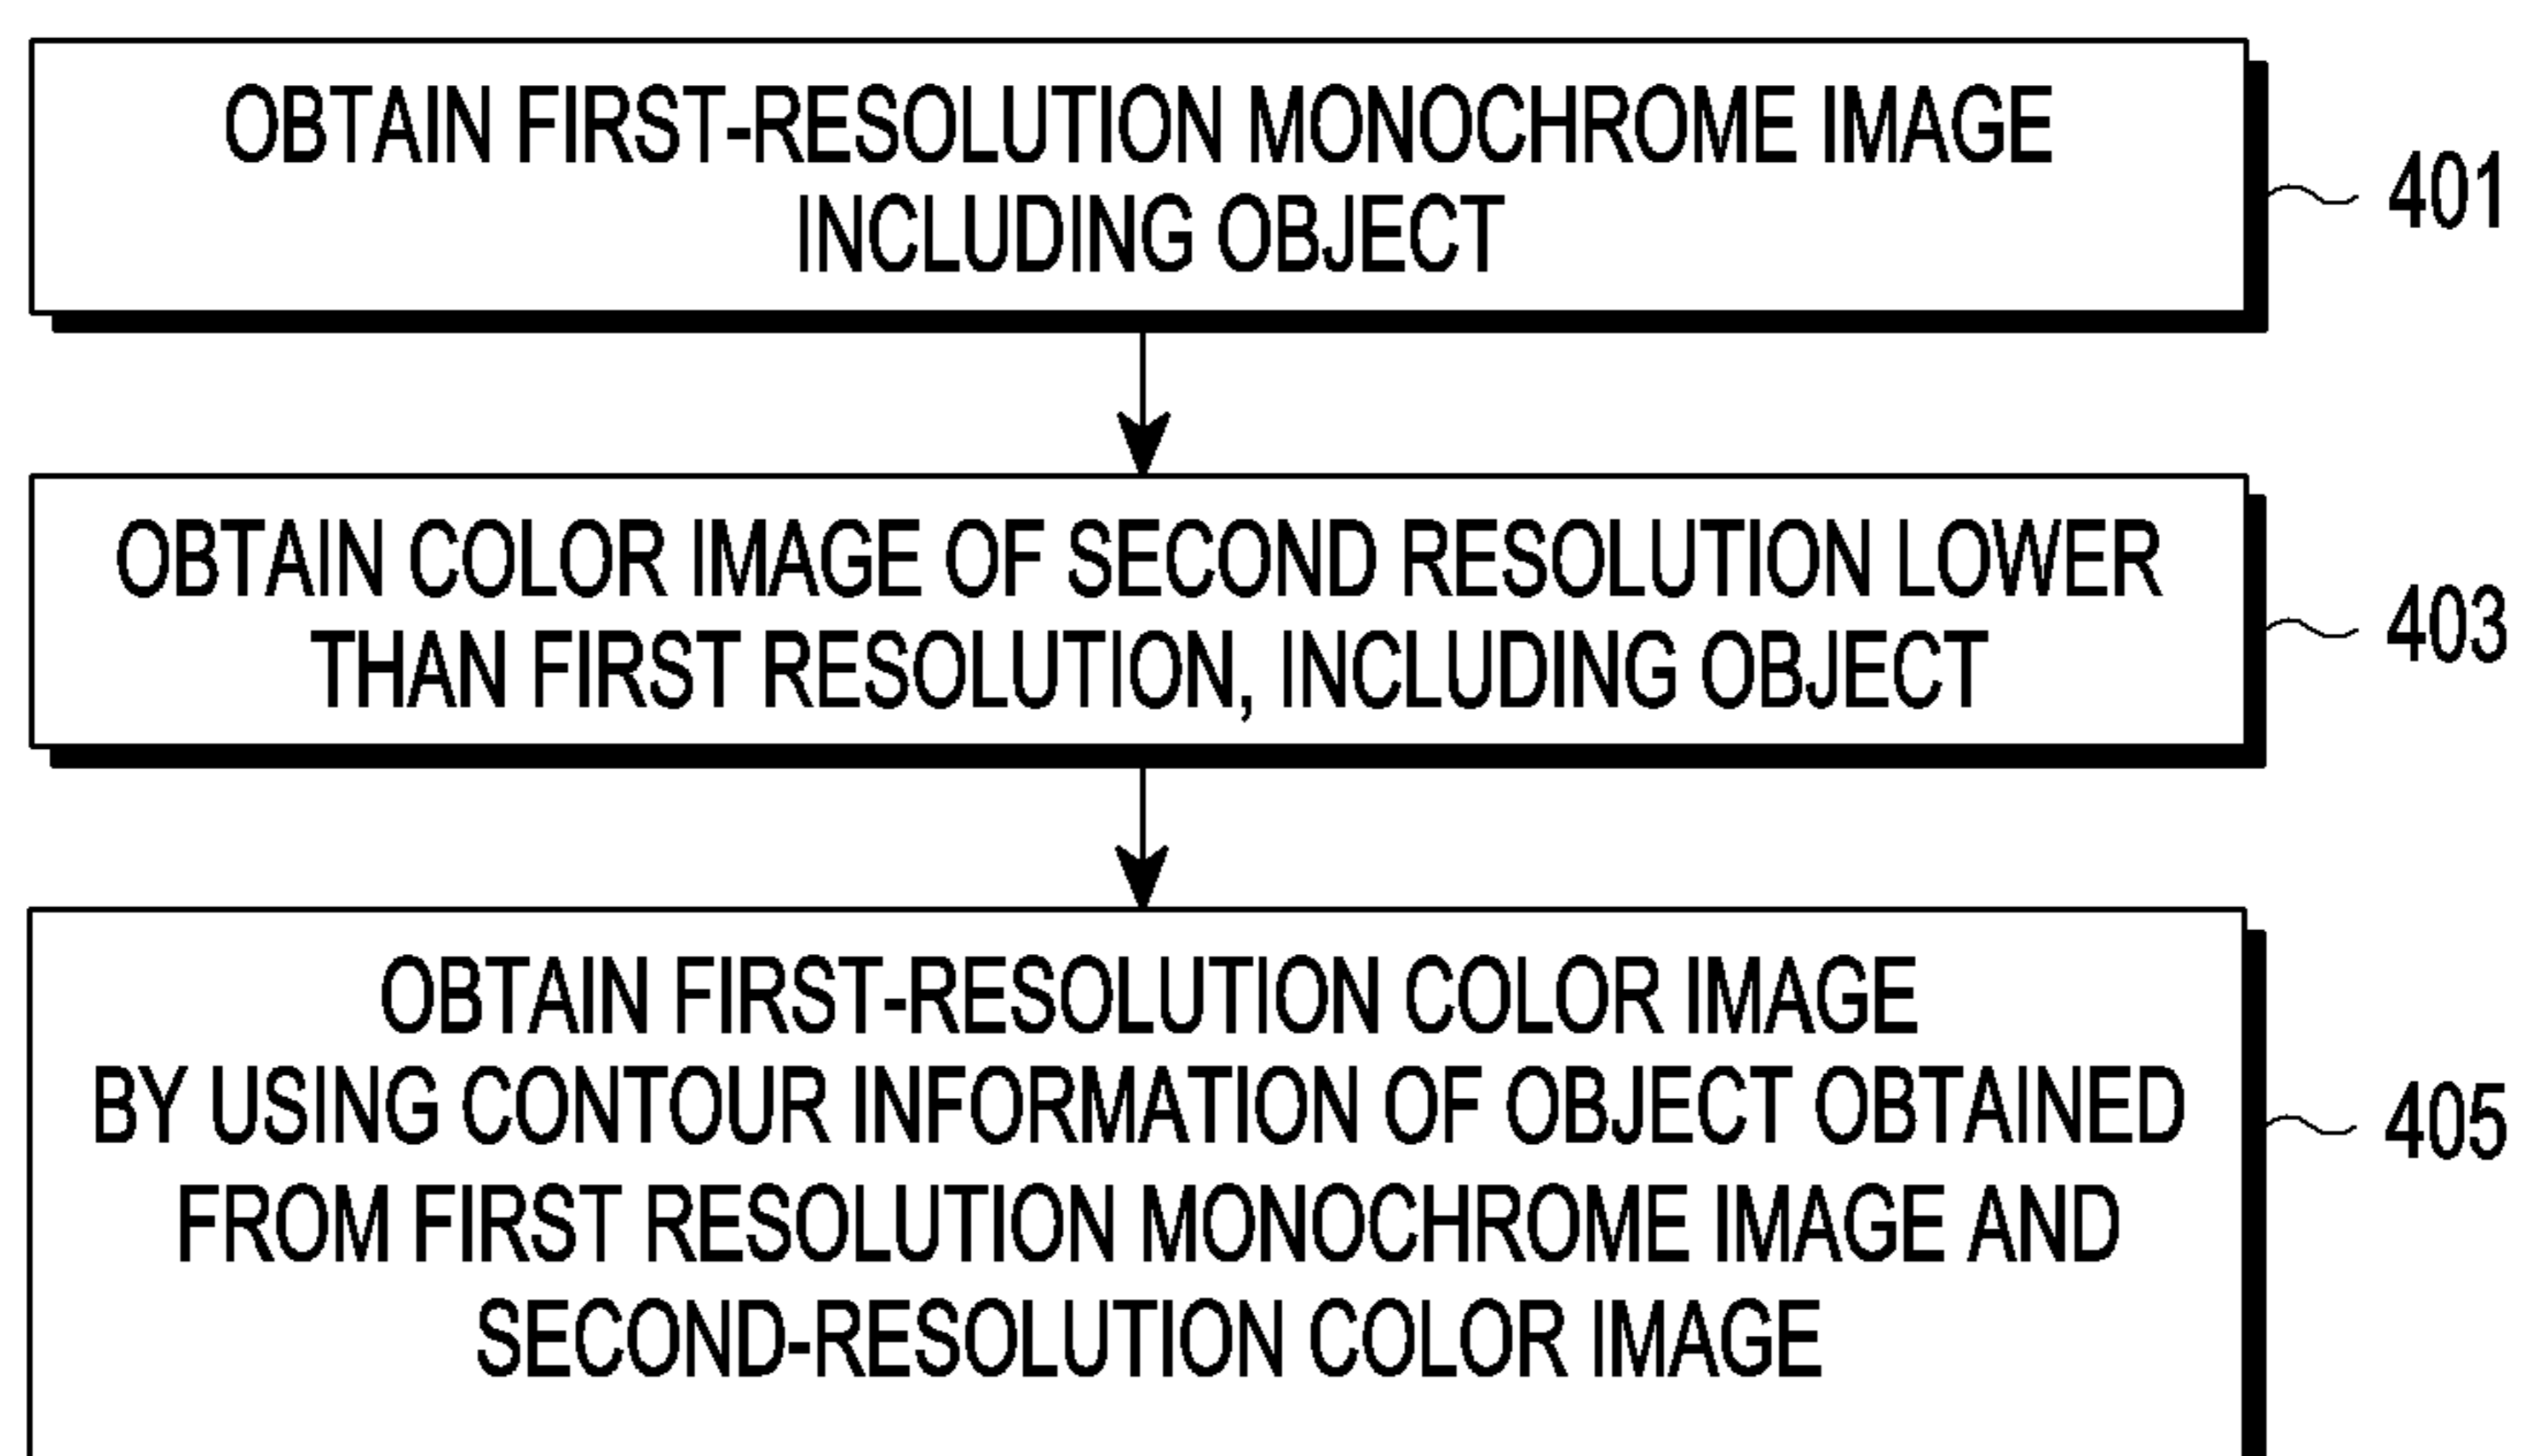 OBTAIN FIRST-RESOLUTION MONOCHROME IMAGE
INCLUDING OBJECT
401
OBTAIN COLOR IMAGE OF SECOND RESOLUTION LOWER
THAN FIRST RESOLUTION, INCLUDING OBJECT
403
OBTAIN FIRST-RESOLUTION COLOR IMAGE
BY USING CONTOUR INFORMATION OF OBJECT OBTAINED
FROM FIRST RESOLUTION MONOCHROME IMAGE AND
SECOND-RESOLUTION COLOR IMAGE
405